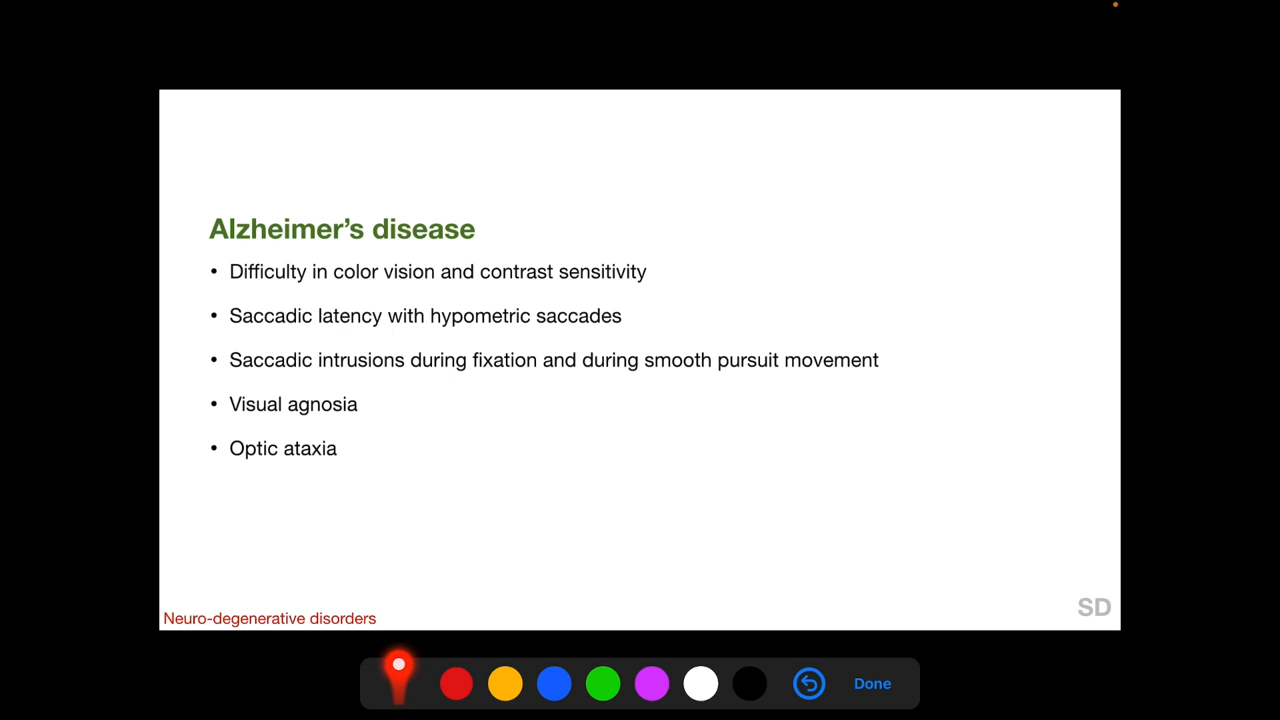 Alzheimer’s disease
• Difficulty in color vision and contrast sensitivity
• Saccadic latency with hypometric saccades
• Saccadic intrusions during fixation and during smooth pursuit movement
• Visual agnosia
• Optic ataxia
SD
Neuro-degenerative disorders
Done